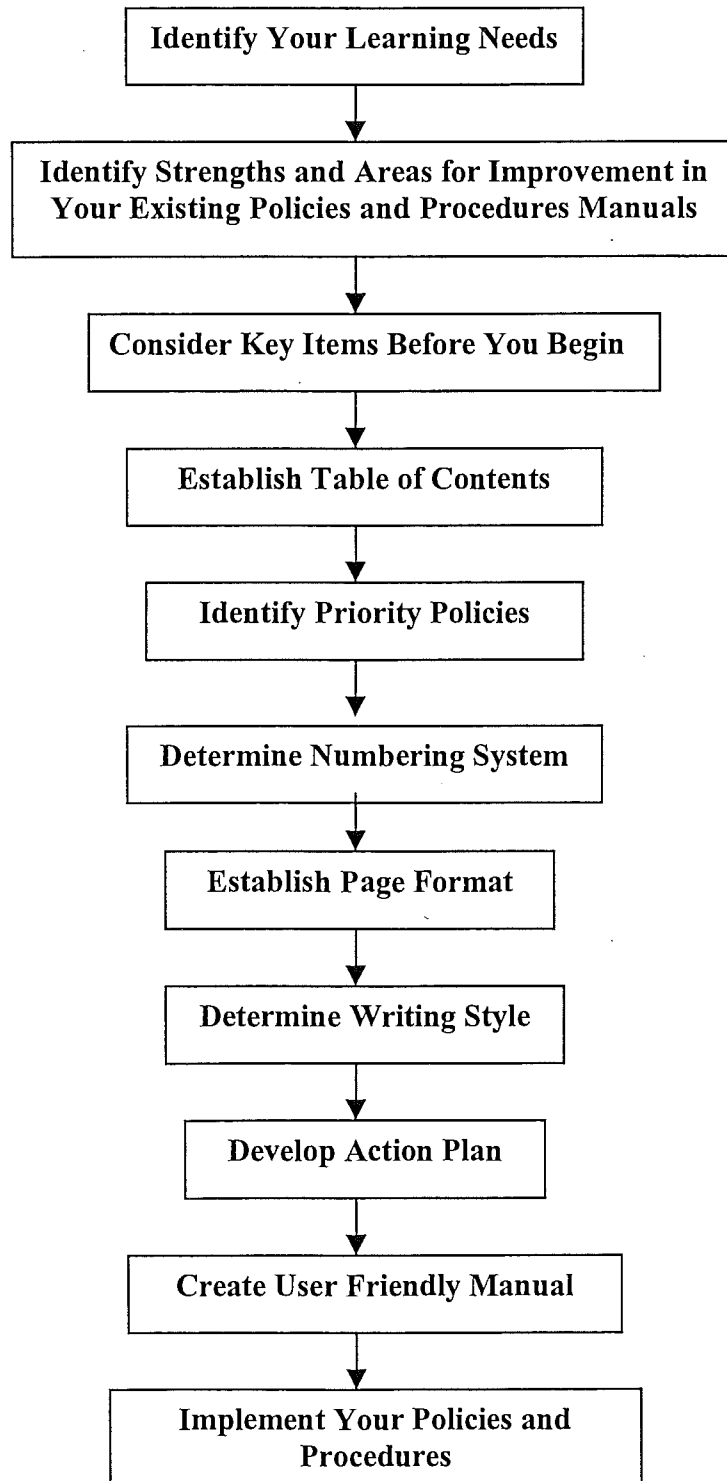 Identify Your Learning Needs
Identify Strengths and Areas for Improvement in
Your Existing Policies and Procedures Manuals
Consider Key Items Before You Begin
Establish Table of Contents
Identify Priority Policies
Determine Numbering System
Establish Page Format
Determine Writing Style
Develop Action Plan
Create User Friendly Manual
Implement Your Policies and
Procedures